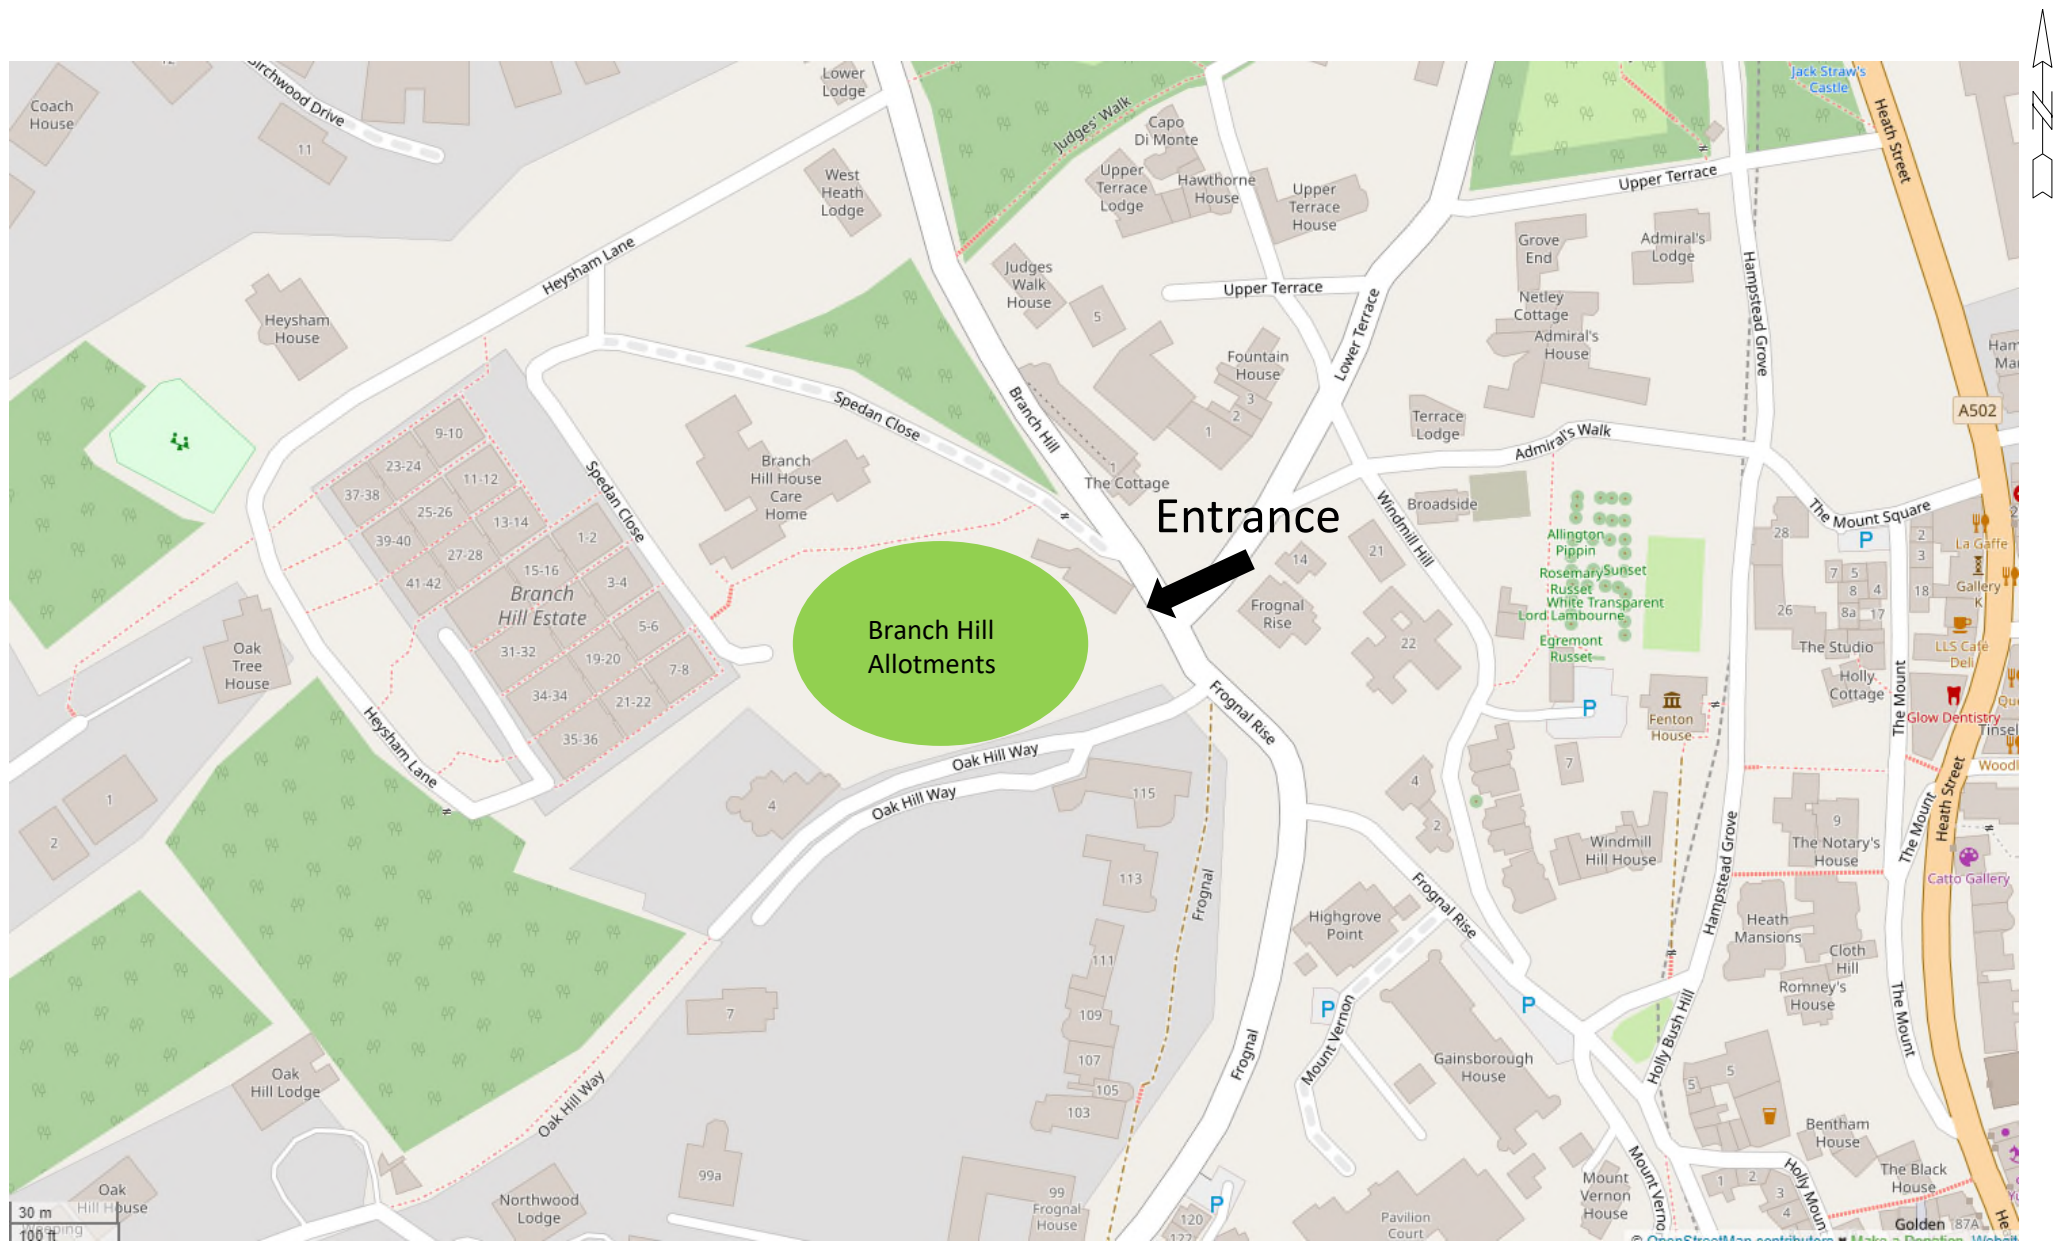 Birchwood Drive
Coach
House
11
Lower
Lodge
West
Heath
Lodge
Judges' Walk
Capo
Di Monte
Upper
Terrace
Lodge
Hawthorne
House
Upper
Terrace
House
Upper Terrace
Jack Straw's
Castle
Heath Street
Grove
End
Admiral's
Lodge
Hampstead Grove
Heysham Lane
Heysham
House
Judges
Walk
House
5
Upper Terrace
Lower Terrace
Netley
Cottage
Admiral's
House
Fountain
House
3
2
1
Terrace
Lodge
Admiral's Walk
A502
Branch Hill
Spedan Close
1
The Cottage
Branch
Hill House
Care
Home
Spedan Close
9-10
23-24
11-12
37-38
25-26
13-14
39-40
27-28
1-2
41-42
15-16
3-4
Branch
Hill Estate
5-6
31-32
19-20
7-8
34-34
21-22
35-36
Entrance
Branch Hill
Allotments
Broadside
Windmill Hill
14
21
Frognal
Rise
22
Allington
Pippin
Rosemary
Russet
Sunset
White Transparent
Lord Lambourne
Egremont
Russet
P
Fenton
House
The Mount Square
P
28
26
2
3
7
5
8
4
8a
17
18
La Gaffe
Gallery
K
LLS Cafe
Deli
The Studio
Holly
Cottage
The Mount
Glow Dentistry
Tinsel
Oak
Tree
House
Heysham Lane
1
2
4
Oak Hill Way
Oak Hill Way
Frognal Rise
115
113
111
109
107
105
103
Frognal
Frognal
7
4
2
7
Windmill
Hill House
Frognal Rise
Highgrove
Point
P
P
Mount Vernon
Gainsborough
House
Hampstead Grove
Holly Bush Hill
9
The Notary's
House
The Mount
Heath Street
Catto Gallery
Heath
Mansions
Cloth
Hill
Romney's
House
The Mount
5
5
Bentham
House
The Black
House
Holly Mount
1
2
3
4
Mount
Vernon
House
Mount Vernon
Pavilion
Court
Golden
87A
Oak
Hill Lodge
Oak Hill Way
Oak
Hill House
Northwood
Lodge
99a
99
Frognal
House
P
120
122
30 m
100 ft
N
© OpenStreetMap contributors ♥ Make a Donation. Website